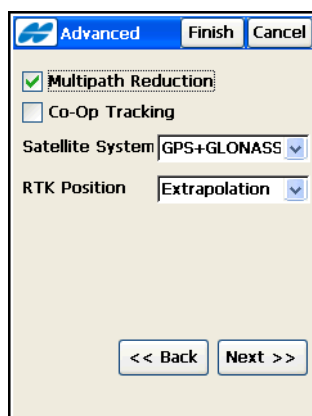 Advanced Finish Cancel
Multipath Reduction
Co-Op Tracking
Satellite System GPS+GLONASS
RTK Position Extrapolation
<< Back Next >>